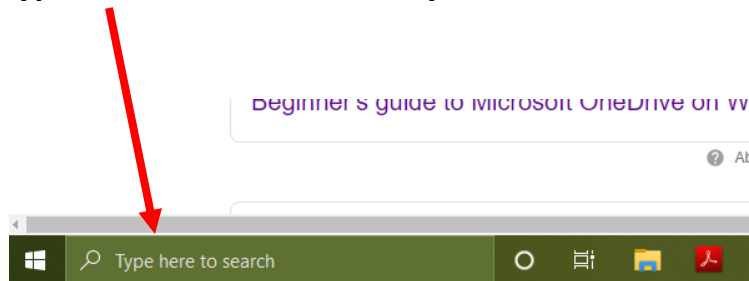 Beginner's guide to Microsoft OneDrive on W
Ab
Type here to search